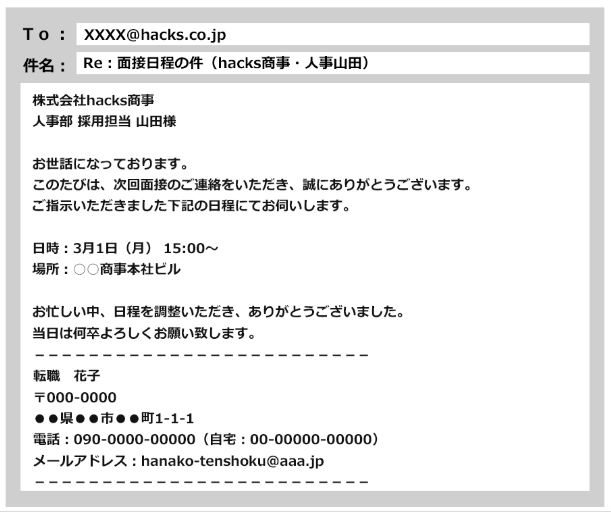 To： XXXX@hacks.co.jp
件名： Re：面接日程の件（hacks商事・人事山田）
株式会社hacks商事
人事部 採用担当 山田様
お世話になっております。
このたびは、次回面接のご連絡をいただき、誠にありがとうございます。
ご指示いただきました下記の日程にてお伺いします。
日時：3月1日（月） 15:00～
場所：○○商事本社ビル
お忙しい中、日程を調整いただき、ありがとうございました。
当日は何卒よろしくお願い致します。
－－－－－－－－－－－－－－－－－－－－－－－－－
転職　花子
〒000-0000
●●県●●市●●町1-1-1
電話：090-0000-00000（自宅：00-00000-00000）
メールアドレス：hanako-tenshoku@aaa.jp
－－－－－－－－－－－－－－－－－－－－－－－－－